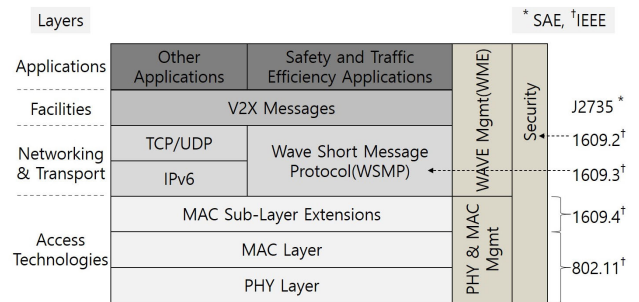 Layers
* SAE, †IEEE
Applications
Other
Applications
Safety and Traffic
Efficiency Applications
WAVE Mgmt(WME)
Security
Facilities
V2X Messages
J2735 *
1609.2†
Networking
& Transport
TCP/UDP
IPv6
Wave Short Message
Protocol(WSMP)
1609.3†
Access
Technologies
MAC Sub-Layer Extensions
MAC Layer
PHY Layer
PHY & MAC
Mgmt
1609.4†
802.11†